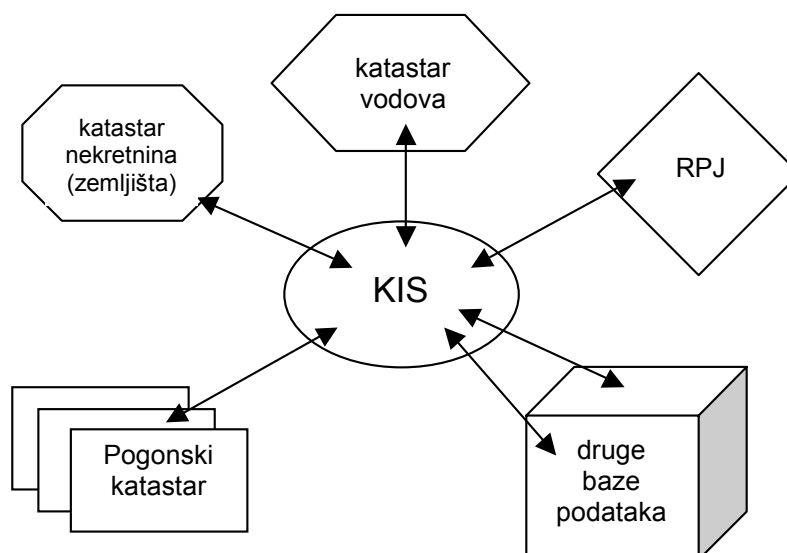 katastar
vodova
katastar
nekretnina
(zemljišta)
RPJ
KIS
Pogonski
katastar
druge
baze
podataka